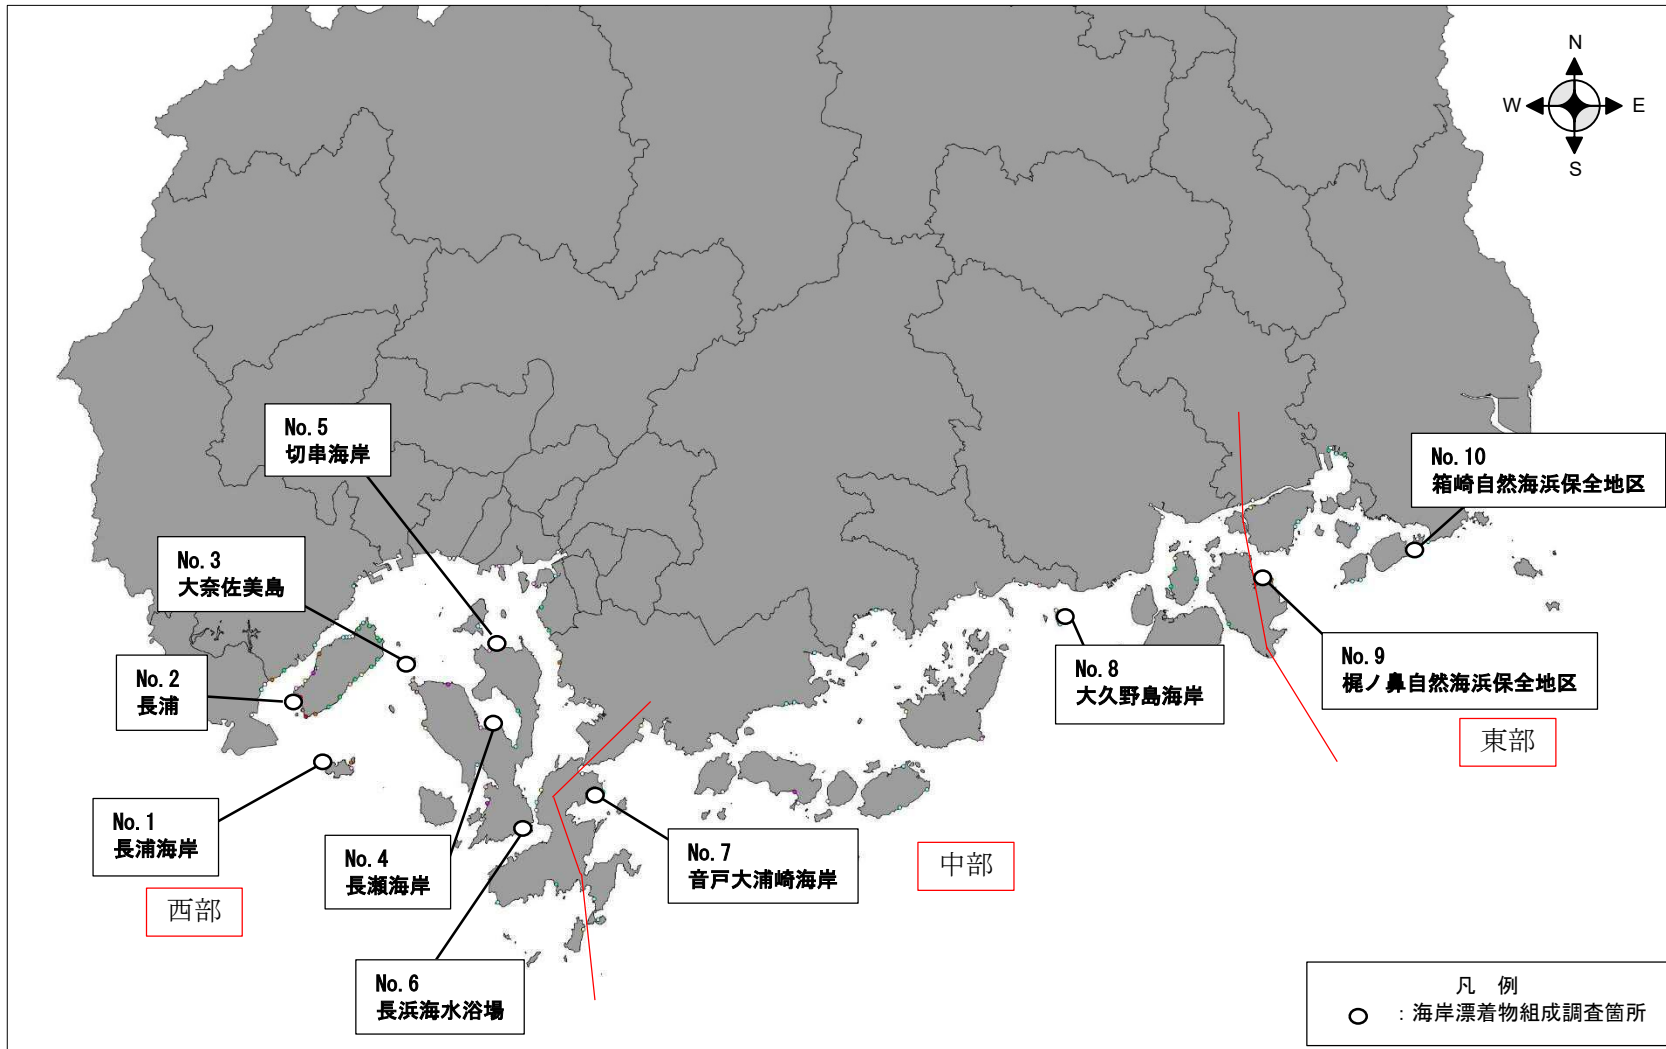 N
W
E
S
No. 5
切串海岸
No. 10
箱崎自然海浜保全地区
No. 3
大奈佐美島
No. 2
長浦
No. 8
大久野島海岸
No. 9
梶ノ鼻自然海浜保全地区
東部
No. 1
長浦海岸
No. 4
長瀬海岸
No. 7
音戸大浦崎海岸
中部
西部
No. 6
長浜海水浴場
凡 例
:海岸漂着物組成調査箇所